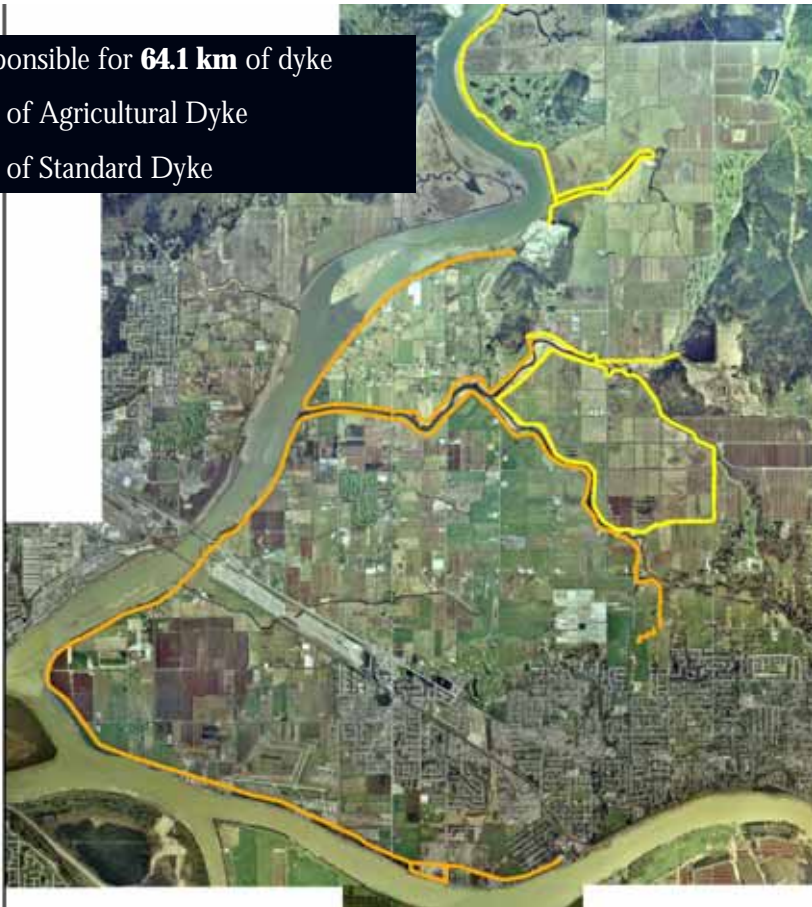 ponsible for 64.1 km of dyke
of Agricultural Dyke
of Standard Dyke